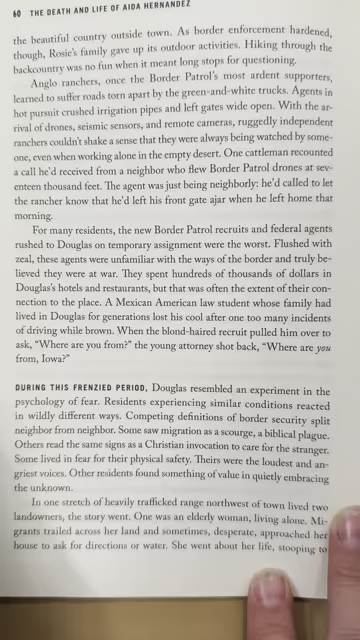 60 THE DEATH AND LIFE OF AIDA HERNANDEZ
the beautiful country outside town. As border enforcement hardened,
though, Rosie's family gave up its outdoor activities. Hiking through the
backcountry was no fun when it meant long stops for questioning.
Anglo ranchers, once the Border Patrol's most ardent supporters,
learned to suffer roads torn apart by the green-and-white trucks. Agents in
hot pursuit crushed irrigation pipes and left gates wide open. With the ar-
rival of drones, seismic sensors, and remote cameras, ruggedly independent
ranchers couldn't shake a sense that they were always being watched by some-
one, even when working alone in the empty desert. One cattleman recounted
a call he'd received from a neighbor who flew Border Patrol drones at sev-
enteen thousand feet. The agent was just being neighborly: he'd called to let
the rancher know that he'd left his front gate ajar when he left home that
morning.
For many residents, the new Border Patrol recruits and federal agents
rushed to Douglas on temporary assignment were the worst. Flushed with
zeal, these agents were unfamiliar with the ways of the border and truly be-
lieved they were at war. They spent hundreds of thousands of dollars in
Douglas's hotels and restaurants, but that was often the extent of their con-
nection to the place. A Mexican American law student whose family had
lived in Douglas for generations lost his cool after one too many incidents
of driving while brown. When the blond-haired recruit pulled him over to
ask, "Where are you from?" the young attorney shot back, "Where are you
from, Iowa?"
DURING THIS FRENZIED PERIOD, Douglas resembled an experiment in the
psychology of fear. Residents experiencing similar conditions reacted
in wildly different ways. Competing definitions of border security split
neighbor from neighbor. Some saw migration as a scourge, a biblical plague.
Others read the same signs as a Christian invocation to care for the stranger.
Some lived in fear for their physical safety. Theirs were the loudest and an-
griest voices. Other residents found something of value in quietly embracing
the unknown.
In one stretch of heavily trafficked range northwest of town lived two
landowners, the story went. One was an elderly woman, living alone. Mi-
grants trailed across her land and sometimes, desperate, approached her
house to ask for directions or water. She went about her life, stooping to